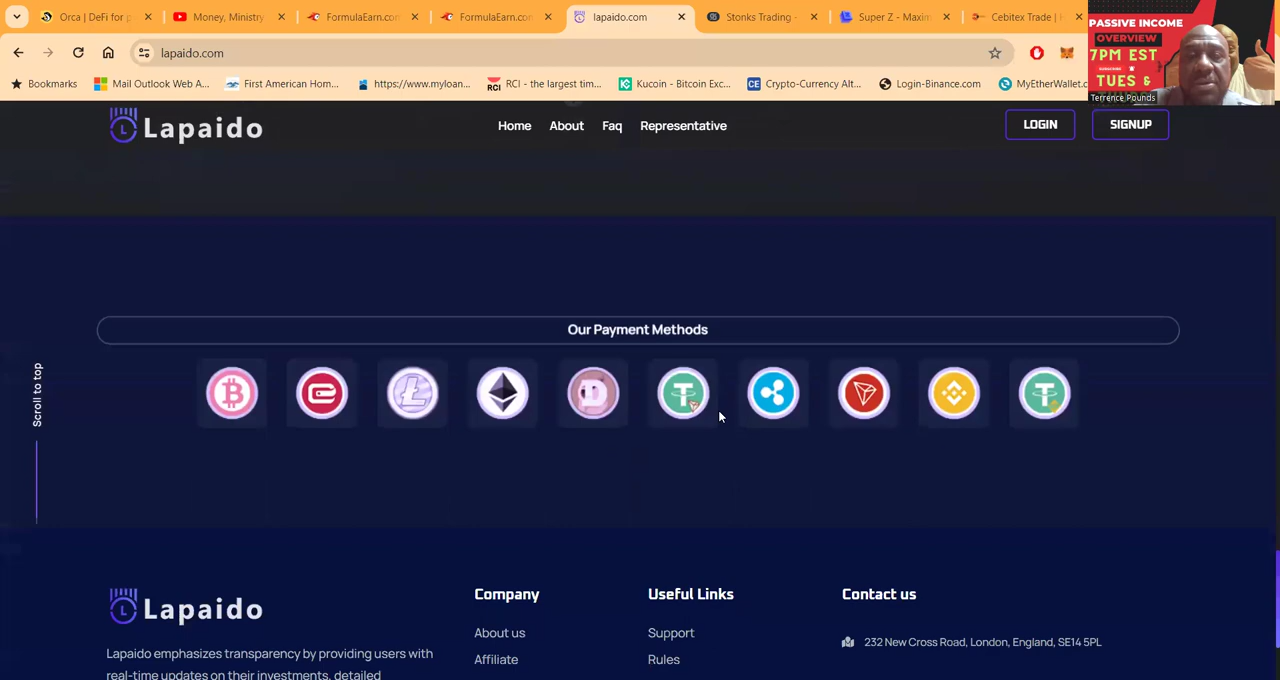 Orca | DeFi for p
Money, Ministry
FormulaEarn.co
FormulaEarn.co
lapaido.com
Stonks Trading -
Super Z - Maxim
Cebitex Trade | H
lapaido.com
Bookmarks
Mail Outlook Web A...
First American Hom...
https://www.myloan...
RCI - the largest tim...
Kucoin - Bitcoin Exc...
Crypto-Currency Alt...
Login-Binance.com
MyEtherWallet.c
PASSIVE INCOME
OVERVIEW
7PM EST
TUES &
Terrence Pounds
Lapaido
Home
About
Faq
Representative
LOGIN
SIGNUP
Our Payment Methods
Scroll to top
Lapaido
Company
Useful Links
Contact us
About us
Support
232 New Cross Road, London, England, SE14 5PL
Affiliate
Rules
Lapaido emphasizes transparency by providing users with
real-time updates on their investments, detailed